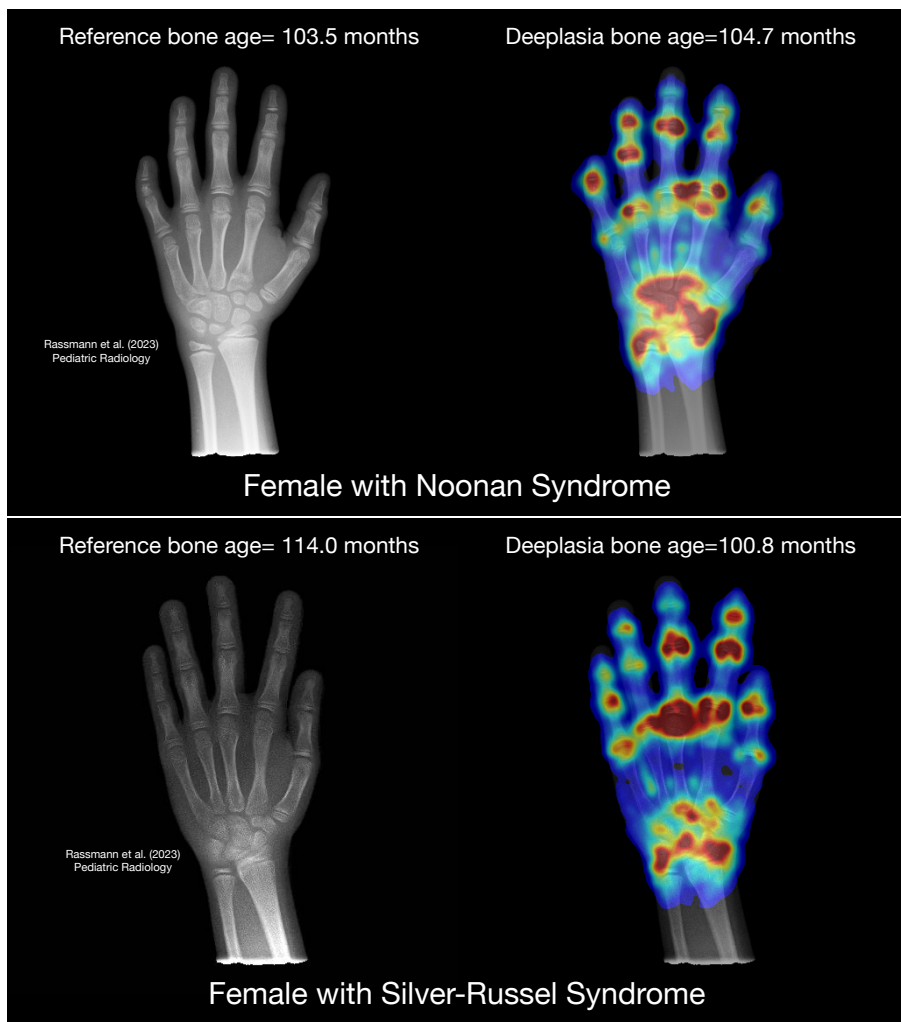 Reference bone age= 103.5 months
Deeplasia bone age=104.7 months
Rassmann et al. (2023)
Pediatric Radiology
Female with Noonan Syndrome
Reference bone age= 114.0 months
Deeplasia bone age=100.8 months
Rassmann et al. (2023)
Pediatric Radiology
Female with Silver-Russel Syndrome